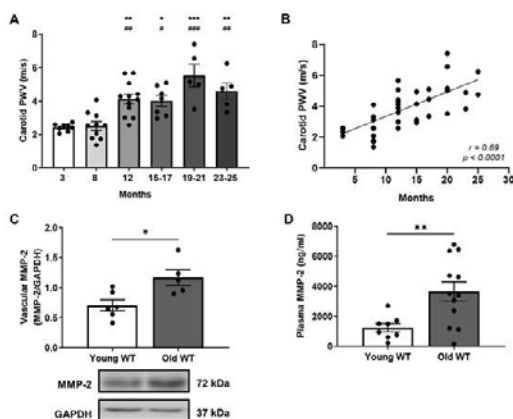 A
** * *** **
## # ### ##
Carotid PWV (m/s)
8
6
4
2
0
3 8 12 15-17 19-21 23-25
Months
B
Carotid PWV (m/s)
8
6
4
2
0
r = 0.69
p < 0.0001
0 5 10 15 20 25 30
Months
C
*
Vascular MMP-2
(MMP-2/GAPDH)
2.0
1.5
1.0
0.5
0.0
Young WT Old WT
MMP-2 72 kDa
GAPDH 37 kDa
D
**
Plasma MMP-2 (ng/ml)
8000
6000
4000
2000
0
Young WT Old WT